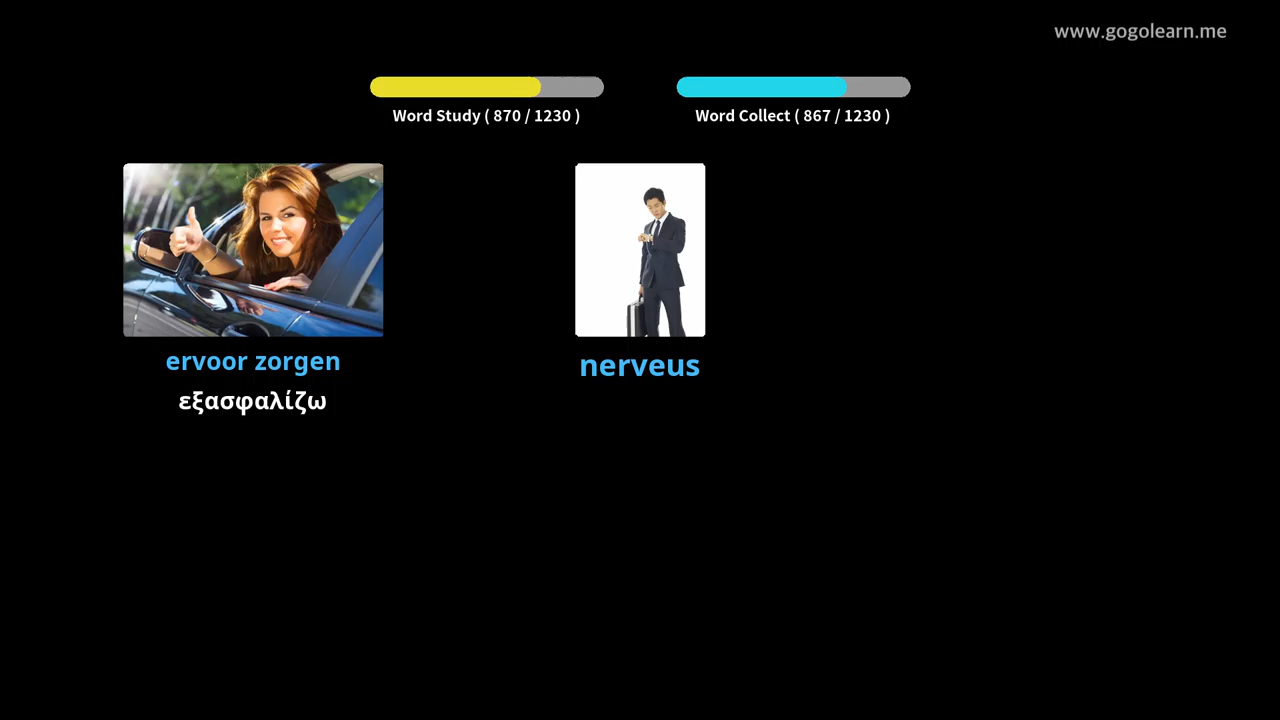 www.gogolearn.me
Word Study ( 870 / 1230 )
Word Collect ( 867 / 1230 )
ervoor zorgen
εξασφαλίζω
nerveus